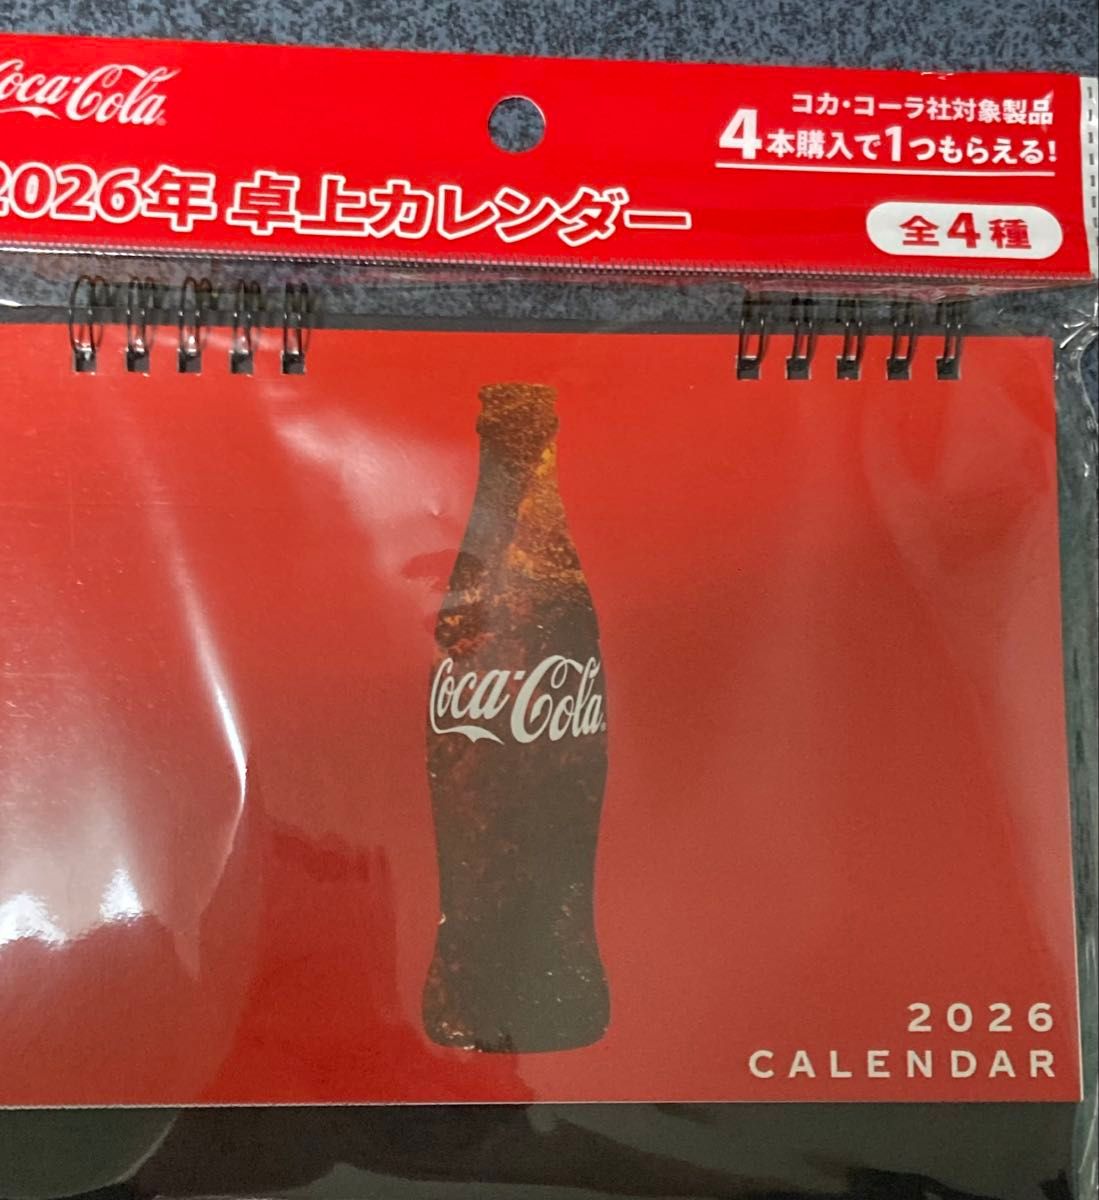 Coca-Cola
コカ・コーラ社対象製品
4本購入で1つもらえる!
2026年 卓上カレンダー
全4種
Coca-Cola
2026
CALENDAR